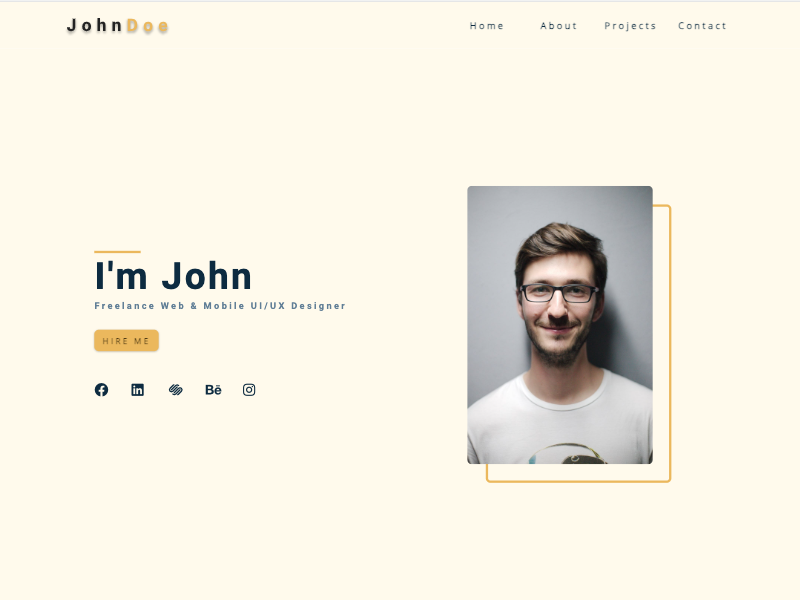 JohnDoe
Home About Projects Contact
I'm John
Freelance Web & Mobile UI/UX Designer
HIRE ME
Bē